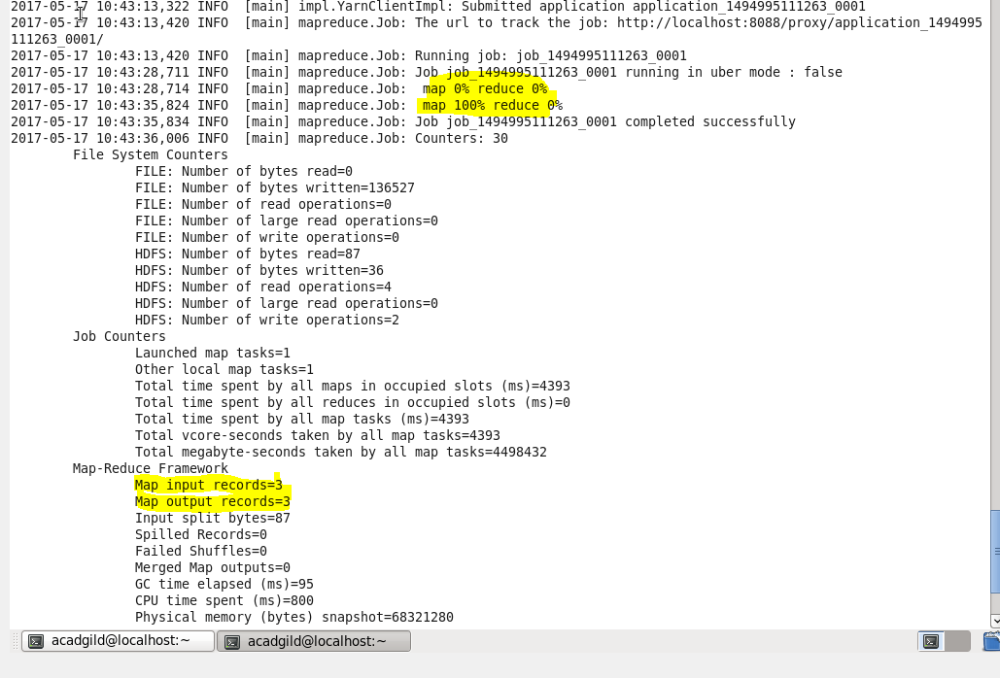 2017-05-17 10:43:13,322 INFO  [main] impl.YarnClientImpl: Submitted application application_1494995111263_0001
2017-05-17 10:43:13,420 INFO  [main] mapreduce.Job: The url to track the job: http://localhost:8088/proxy/application_1494995
111263_0001/
2017-05-17 10:43:13,420 INFO  [main] mapreduce.Job: Running job: job_1494995111263_0001
2017-05-17 10:43:28,711 INFO  [main] mapreduce.Job: Job job_1494995111263_0001 running in uber mode : false
2017-05-17 10:43:28,714 INFO  [main] mapreduce.Job:  map 0% reduce 0%
2017-05-17 10:43:35,824 INFO  [main] mapreduce.Job:  map 100% reduce 0%
2017-05-17 10:43:35,834 INFO  [main] mapreduce.Job: Job job_1494995111263_0001 completed successfully
2017-05-17 10:43:36,006 INFO  [main] mapreduce.Job: Counters: 30
File System Counters
FILE: Number of bytes read=0
FILE: Number of bytes written=136527
FILE: Number of read operations=0
FILE: Number of large read operations=0
FILE: Number of write operations=0
HDFS: Number of bytes read=87
HDFS: Number of bytes written=36
HDFS: Number of read operations=4
HDFS: Number of large read operations=0
HDFS: Number of write operations=2
Job Counters
Launched map tasks=1
Other local map tasks=1
Total time spent by all maps in occupied slots (ms)=4393
Total time spent by all reduces in occupied slots (ms)=0
Total time spent by all map tasks (ms)=4393
Total vcore-seconds taken by all map tasks=4393
Total megabyte-seconds taken by all map tasks=4498432
Map-Reduce Framework
Map input records=3
Map output records=3
Input split bytes=87
Spilled Records=0
Failed Shuffles=0
Merged Map outputs=0
GC time elapsed (ms)=95
CPU time spent (ms)=800
Physical memory (bytes) snapshot=68321280
acadgild@localhost:~ acadgild@localhost:~